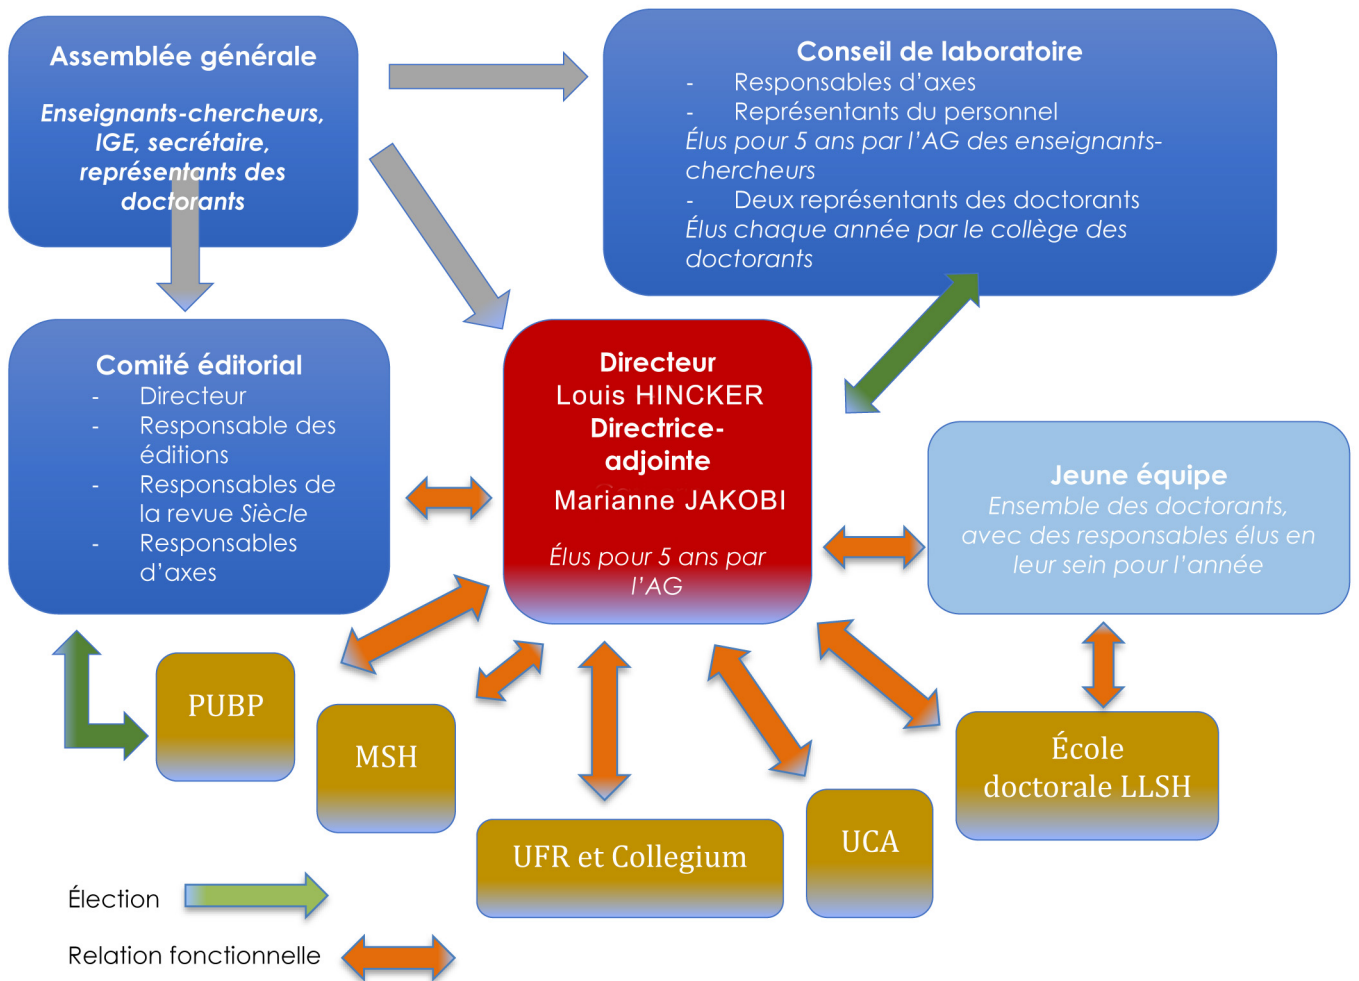 Assemblée générale
Enseignants-chercheurs,
IGE, secrétaire,
représentants des
doctorants
Conseil de laboratoire
- Responsables d’axes
- Représentants du personnel
Élus pour 5 ans par l’AG des enseignants-
chercheurs
- Deux représentants des doctorants
Élus chaque année par le collège des
doctorants
Comité éditorial
- Directeur
- Responsable des
éditions
- Responsables de
la revue Siècle
- Responsables
d’axes
Directeur
Louis HINCKER
Directrice-
adjointe
Marianne JAKOBI
Élus pour 5 ans par
l’AG
Jeune équipe
Ensemble des doctorants,
avec des responsables élus en
leur sein pour l’année
PUBP
MSH
UFR et Collegium
UCA
École
doctorale LLSH
Élection
Relation fonctionnelle